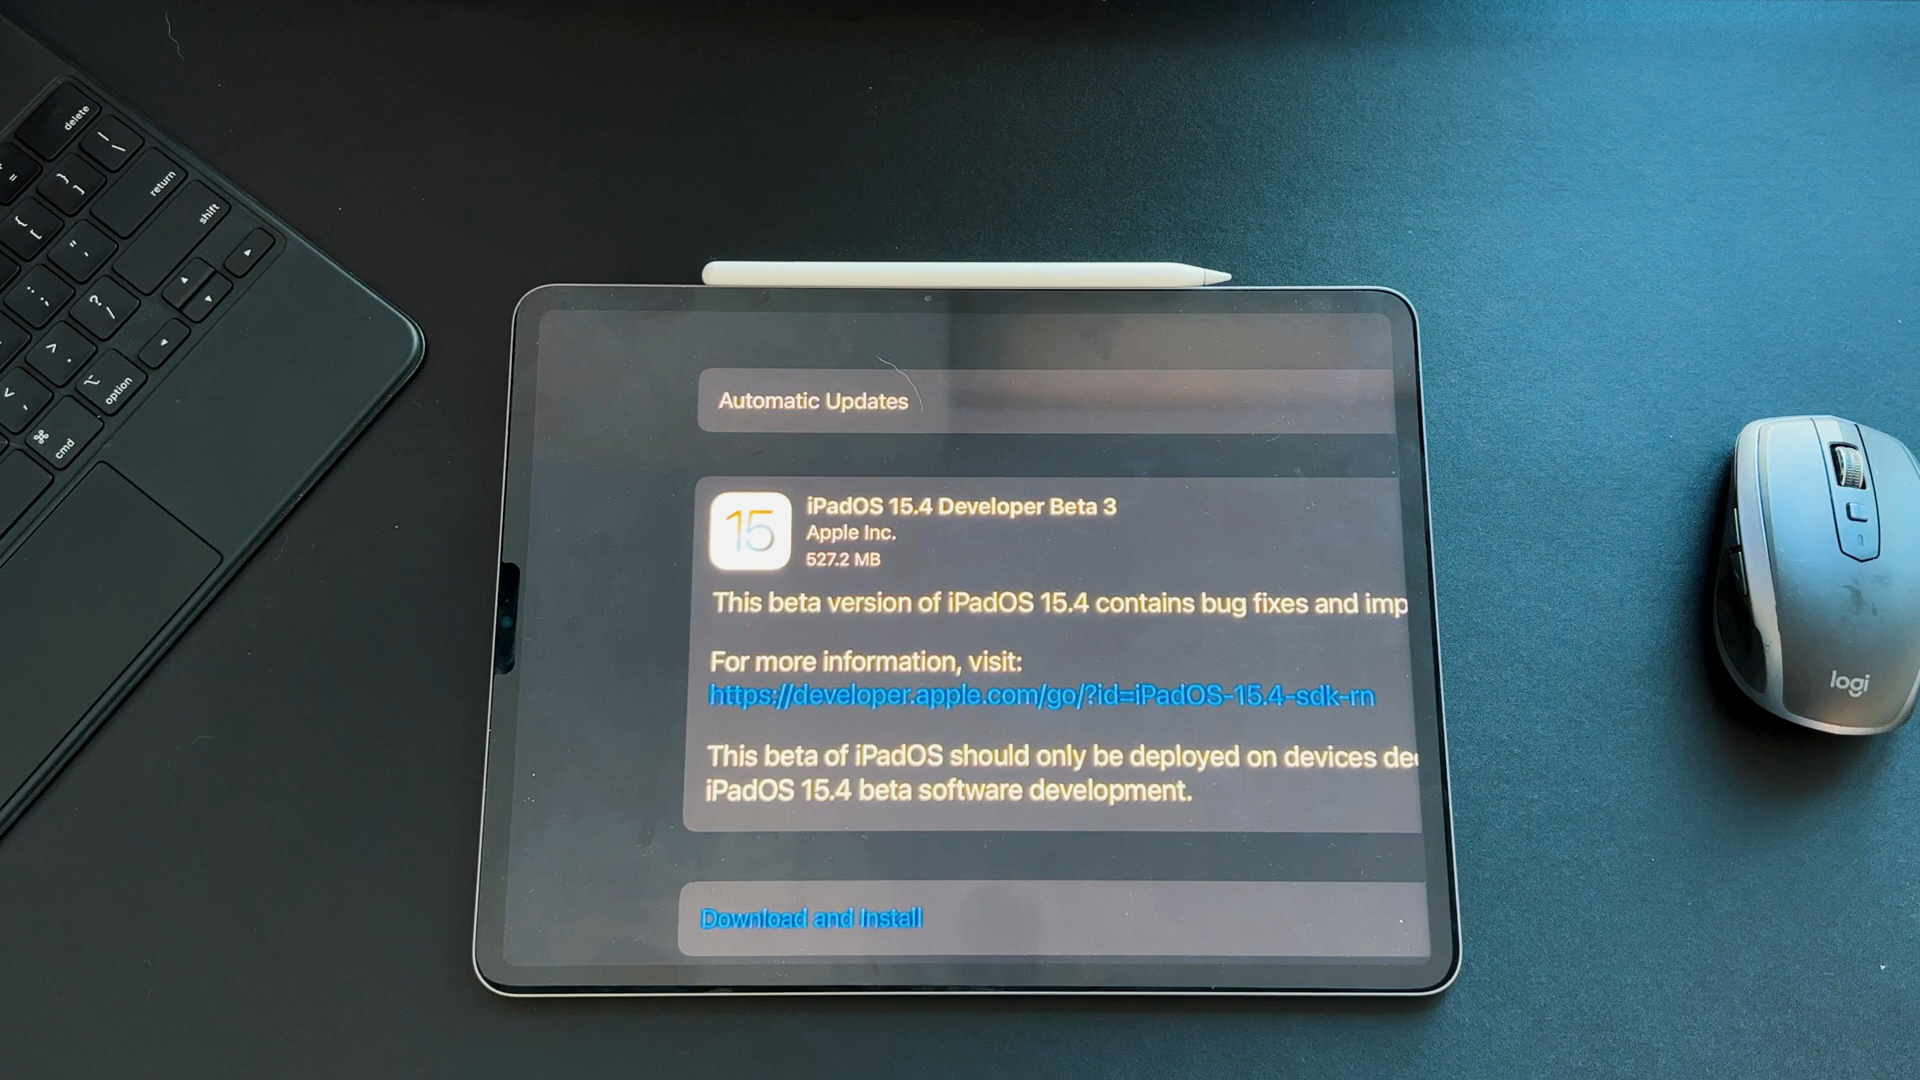 delete
return
shift
option
cmd
Automatic Updates
15
iPadOS 15.4 Developer Beta 3
Apple Inc.
527.2 MB
This beta version of iPadOS 15.4 contains bug fixes and imp
For more information, visit:
https://developer.apple.com/go/?id=iPadOS-15.4-sdk-rn
This beta of iPadOS should only be deployed on devices de
iPadOS 15.4 beta software development.
Download and Install
logi